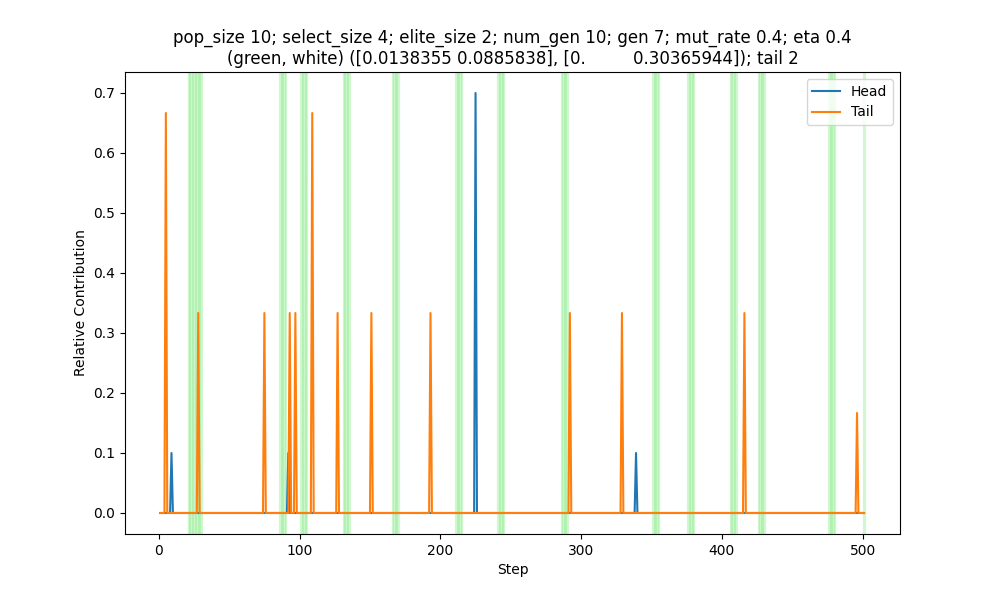 pop_size 10; select_size 4; elite_size 2; num_gen 10; gen 7; mut_rate 0.4; eta 0.4
(green, white) ([0.0138355 0.0885838], [0.         0.30365944]); tail 2
Head
Tail
0.7
0.6
0.5
0.4
0.3
0.2
0.1
0.0
Relative Contribution
0
100
200
300
400
500
Step